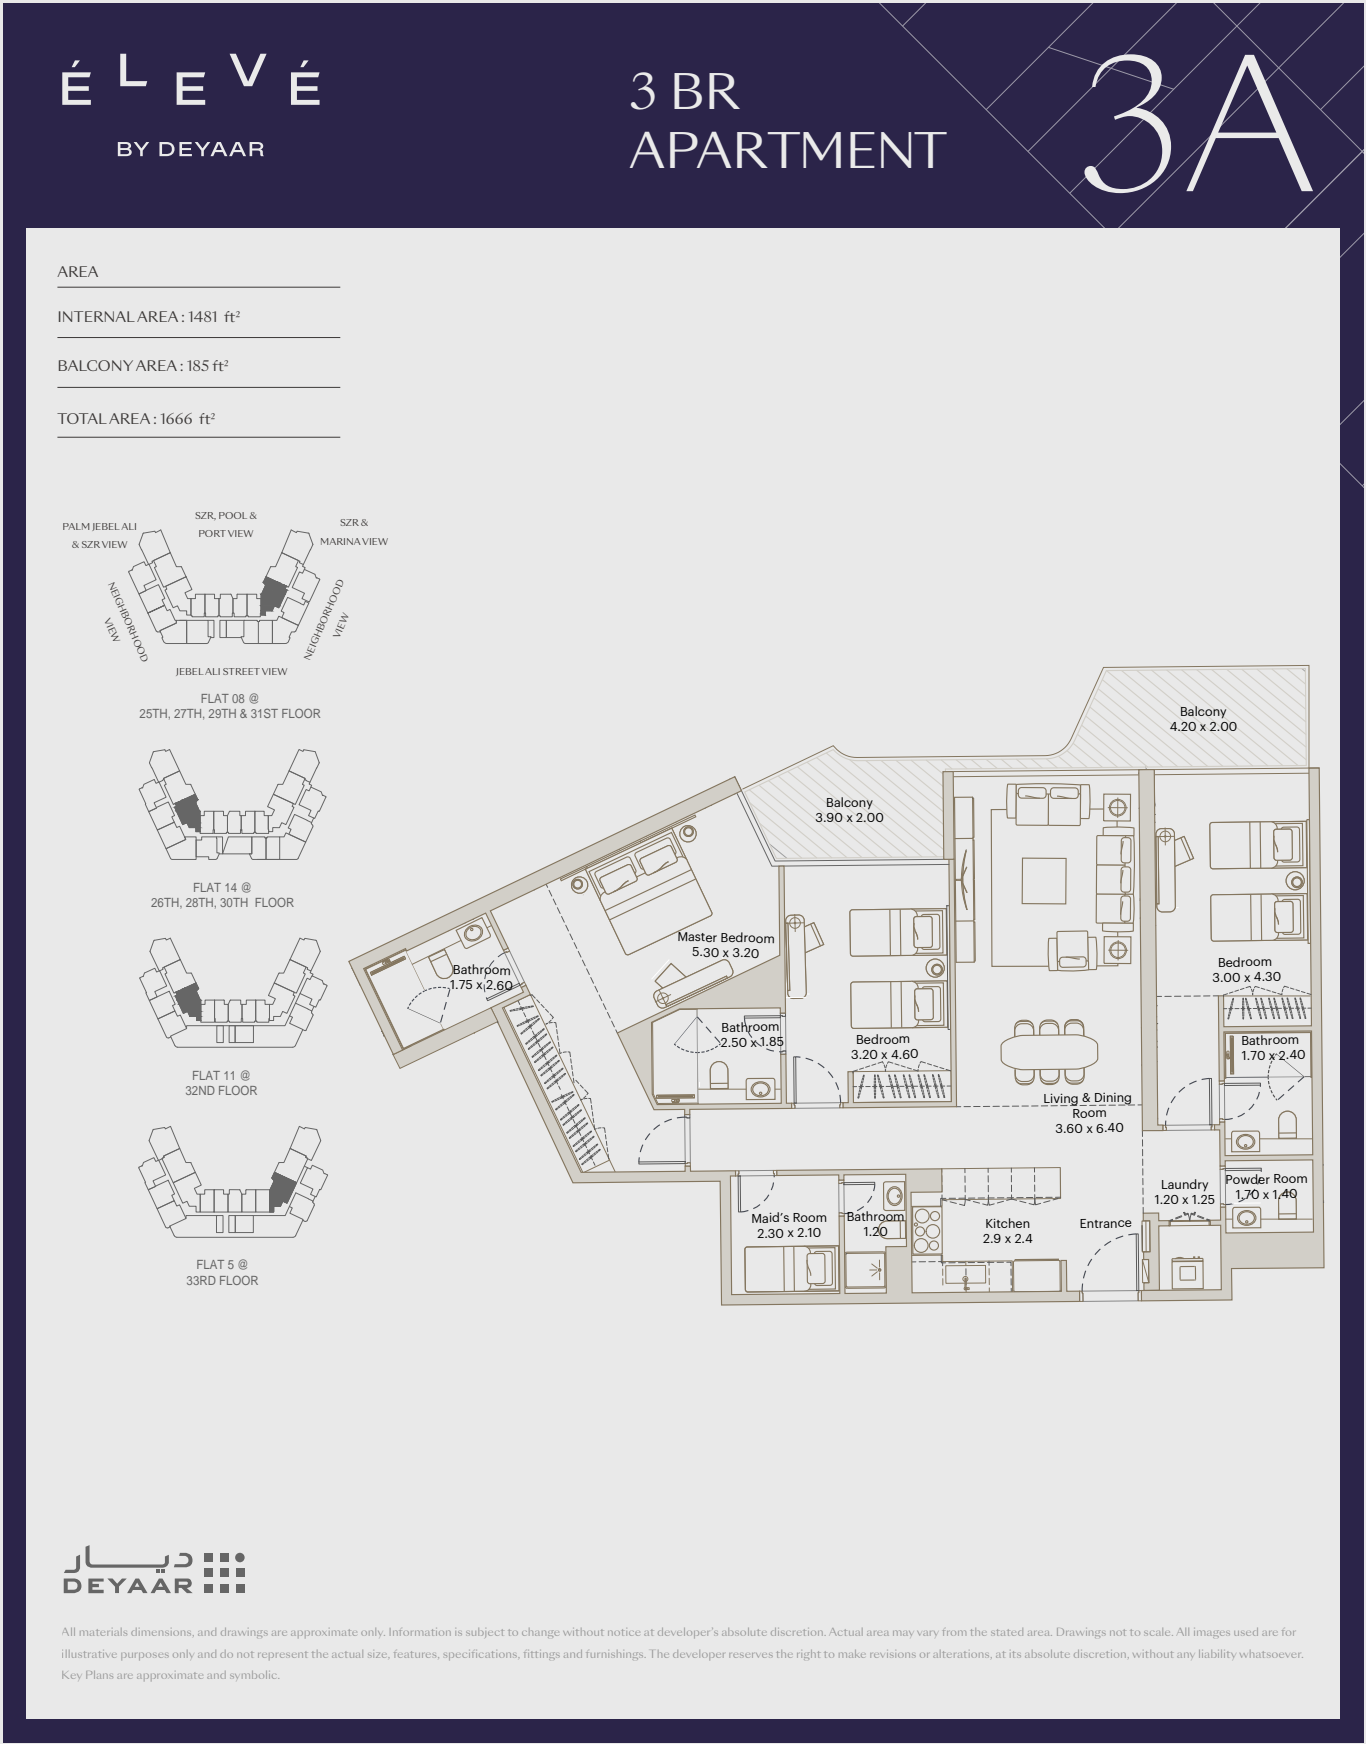 ÉLEVÉ
BY DEYAAR
3 BR
APARTMENT
3A
AREA
INTERNAL AREA : 1481 ft²
BALCONY AREA : 185 ft²
TOTAL AREA : 1666 ft²
PALM JEBEL ALI
& SZR VIEW
SZR, POOL &
PORT VIEW
SZR &
MARINA VIEW
NEIGHBORHOOD
VIEW
NEIGHBORHOOD
VIEW
JEBEL ALI STREET VIEW
FLAT 08 @
25TH, 27TH, 29TH & 31ST FLOOR
FLAT 14 @
26TH, 28TH, 30TH FLOOR
FLAT 11 @
32ND FLOOR
FLAT 5 @
33RD FLOOR
Balcony
4.20 x 2.00
Balcony
3.90 x 2.00
Master Bedroom
5.30 x 3.20
Bathroom
1.75 x 2.60
Bedroom
3.00 x 4.30
Bathroom
2.50 x 1.85
Bedroom
3.20 x 4.60
Bathroom
1.70 x 2.40
Living & Dining
Room
3.60 x 6.40
Laundry
1.20 x 1.25
Powder Room
1.70 x 1.40
Maid's Room
2.30 x 2.10
Bathroom
1.20
Kitchen
2.9 x 2.4
Entrance
ديار
DEYAAR
All materials dimensions, and drawings are approximate only. Information is subject to change without notice at developer's absolute discretion. Actual area may vary from the stated area. Drawings not to scale. All images used are for
illustrative purposes only and do not represent the actual size, features, specifications, fittings and furnishings. The developer reserves the right to make revisions or alterations, at its absolute discretion, without any liability whatsoever.
Key Plans are approximate and symbolic.